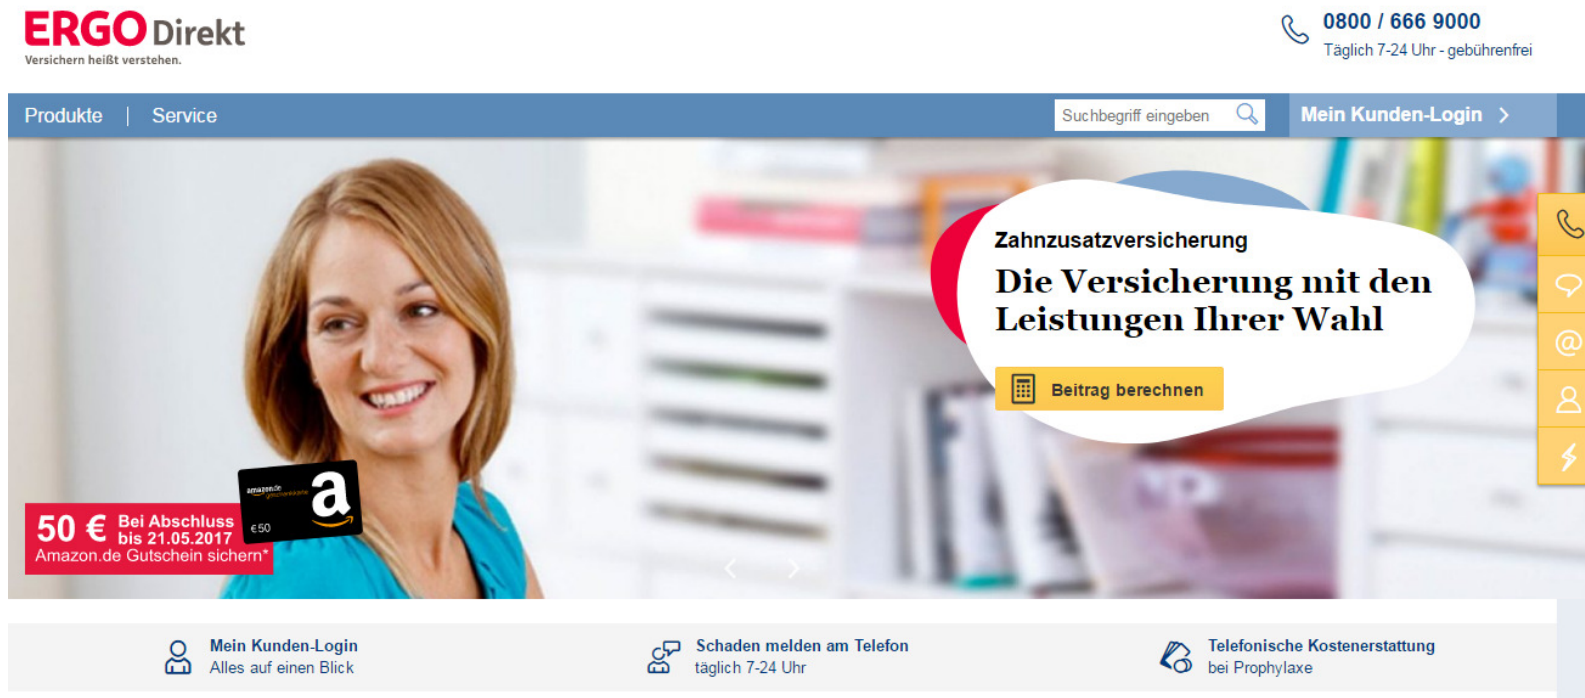 ERGO Direkt
Versichern heißt verstehen.
0800 / 666 9000
Täglich 7-24 Uhr - gebührenfrei
Produkte | Service
Suchbegriff eingeben
Mein Kunden-Login
Zahnzusatzversicherung
Die Versicherung mit den
Leistungen Ihrer Wahl
Beitrag berechnen
amazon.de
geschenkkarte
a
€50
50 € Bei Abschluss
bis 21.05.2017
Amazon.de Gutschein sichern*
Mein Kunden-Login
Alles auf einen Blick
Schaden melden am Telefon
täglich 7-24 Uhr
Telefonische Kostenerstattung
bei Prophylaxe